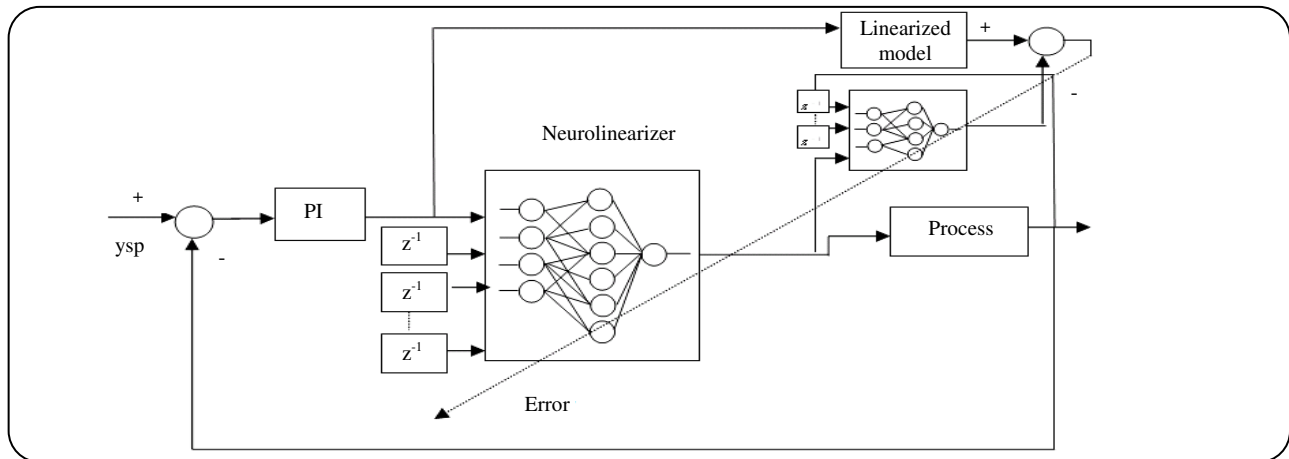 Linearized
model
+
-
Neurolinearizer
+
ysp
-
PI
z⁻¹
z⁻¹
z⁻¹
Process
Error